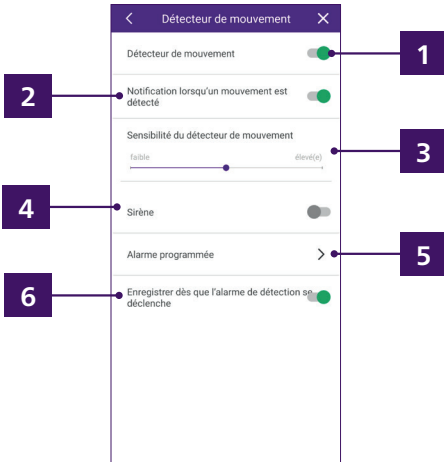 Détecteur de mouvement
1
Détecteur de mouvement
2
Notification lorsqu'un mouvement est
détecté
Sensibilité du détecteur de mouvement
3
faible élevé(e)
4
Sirène
Alarme programmée
5
6
Enregistrer dès que l'alarme de détection se
déclenche